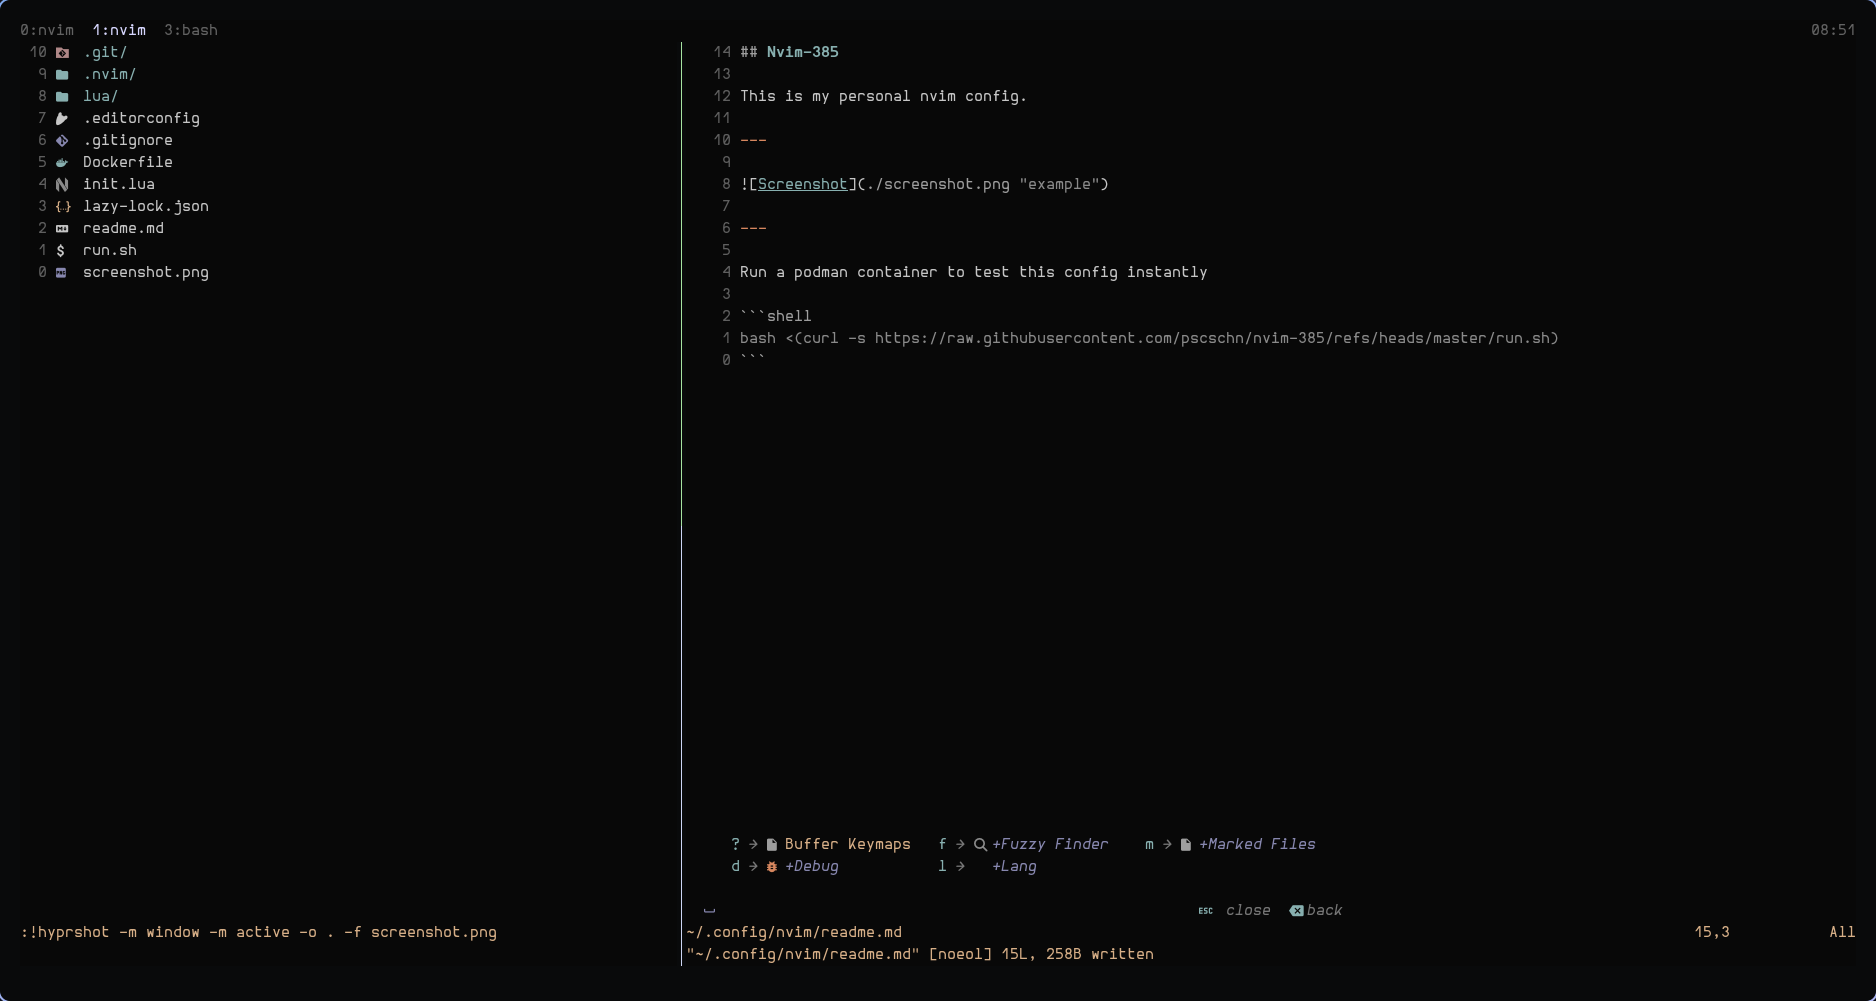 0:nvim 1:nvim 3:bash 08:51
10 .git/
9 .nvim/
8 lua/
7 .editorconfig
6 .gitignore
5 Dockerfile
4 init.lua
3 {..} lazy-lock.json
2 readme.md
1 $ run.sh
0 screenshot.png
:!hyprshot -m window -m active -o . -f screenshot.png
14 ## Nvim-385
13
12 This is my personal nvim config.
11
10 ---
9
8 ![Screenshot](./screenshot.png "example")
7
6 ---
5
4 Run a podman container to test this config instantly
3
2 ```shell
1 bash <(curl -s https://raw.githubusercontent.com/pscschn/nvim-385/refs/heads/master/run.sh)
0 ```
? → Buffer Keymaps f → +Fuzzy Finder m → +Marked Files
d → +Debug l → +Lang
ESC close back
~/.config/nvim/readme.md 15,3 All
"~/.config/nvim/readme.md" [noeol] 15L, 258B written